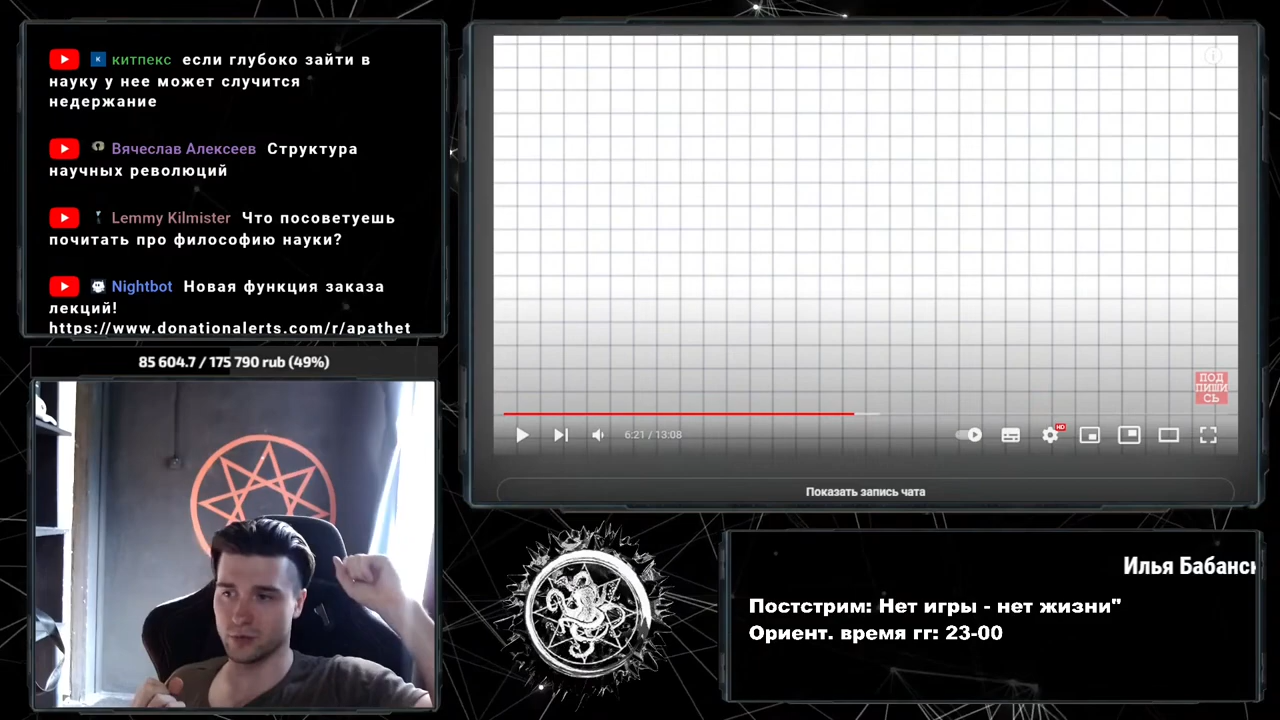 китпекс если глубоко зайти в
науку у нее может случится
недержание
Вячеслав Алексеев Структура
научных революций
Lemmy Kilmister Что посоветуешь
почитать про философию науки?
Nightbot Новая функция заказа
лекций!
https://www.donationalerts.com/r/apathet
85 604.7 / 175 790 rub (49%)
ПОД
ПИШИ
СЬ
HD
6:21 / 13:08
Показать запись чата
Илья Бабанск
Постстрим: Нет игры - нет жизни"
Ориент. время гг: 23-00